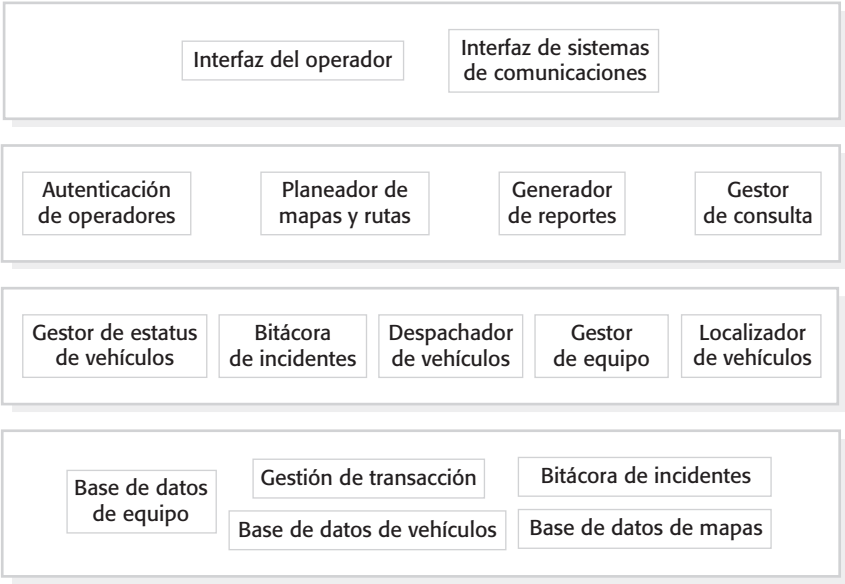 Interfaz del operador
Interfaz de sistemas
de comunicaciones
Autenticación
de operadores
Planeador de
mapas y rutas
Generador
de reportes
Gestor
de consulta
Gestor de estatus
de vehículos
Bitácora
de incidentes
Despachador
de vehículos
Gestor
de equipo
Localizador
de vehículos
Base de datos
de equipo
Gestión de transacción
Bitácora de incidentes
Base de datos de vehículos
Base de datos de mapas